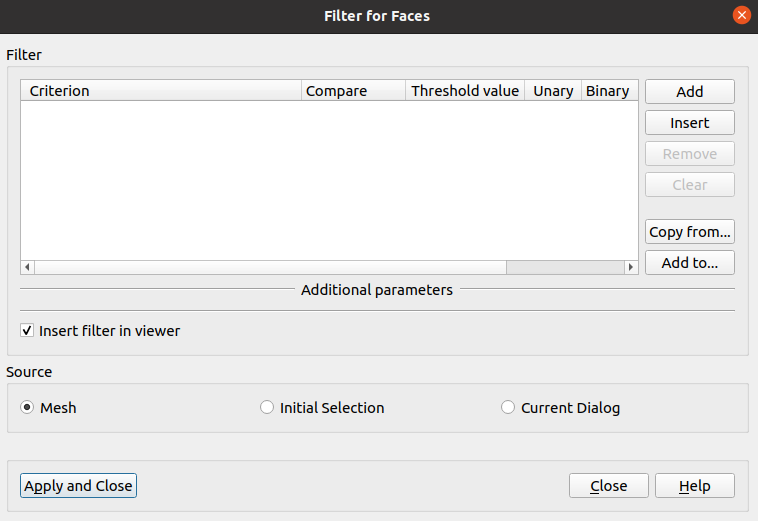 Filter for Faces
Filter
Criterion Compare Threshold value Unary Binary
Add
Insert
Remove
Clear
Copy from...
Add to...
Additional parameters
Insert filter in viewer
Source
Mesh Initial Selection Current Dialog
Apply and Close Close Help